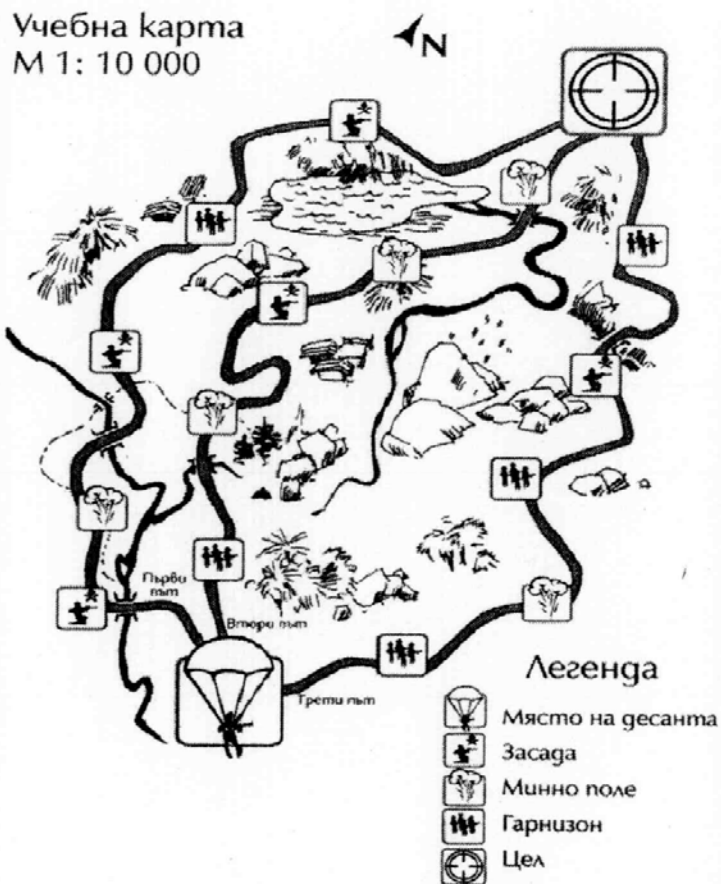 Учебна карта
М 1: 10 000
N
Първи
път
Втори път
Трети път
Легенда
Място на десанта
Засада
Минно поле
Гарнизон
Цел